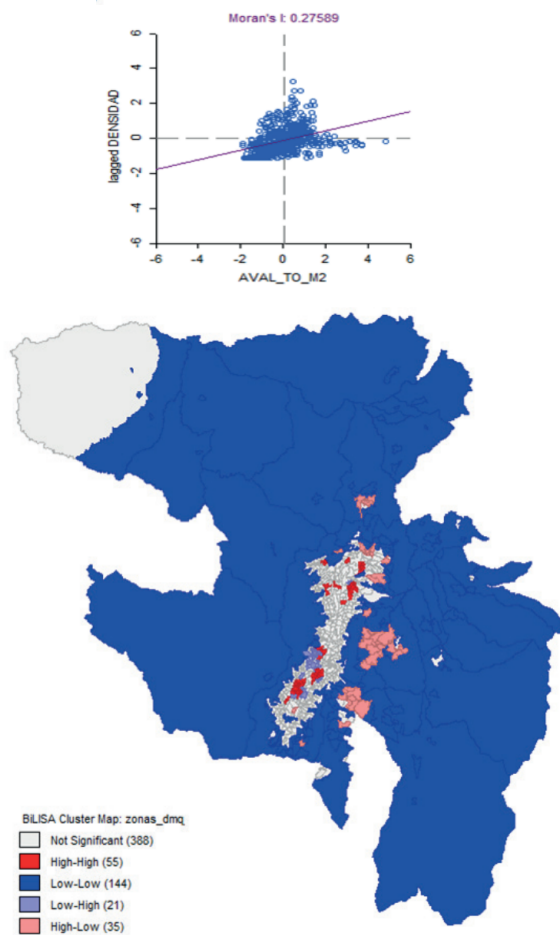 Moran's I: 0.27589
6
4
2
0
-2
-4
-6
lagged DENSIDAD
-6 -4 -2 0 2 4 6
AVAL_TO_M2
BiLISA Cluster Map: zonas_dmq
Not Significant (388)
High-High (55)
Low-Low (144)
Low-High (21)
High-Low (35)